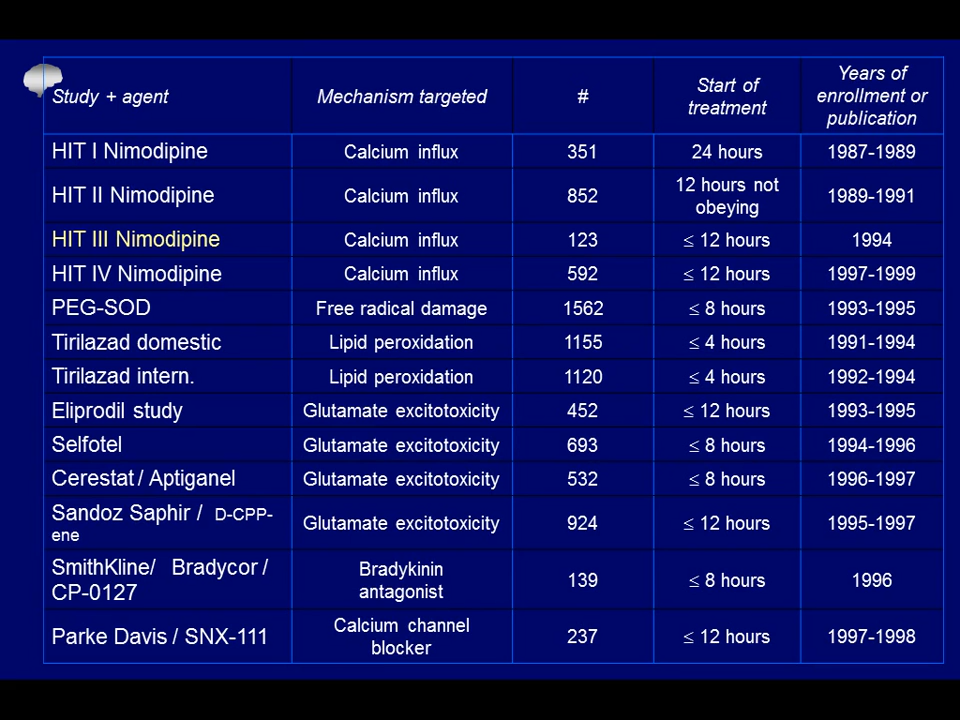 Study + agent Mechanism targeted # Start of treatment Years of enrollment or publication
HIT I Nimodipine Calcium influx 351 24 hours 1987-1989
HIT II Nimodipine Calcium influx 852 12 hours not obeying 1989-1991
HIT III Nimodipine Calcium influx 123 ≤ 12 hours 1994
HIT IV Nimodipine Calcium influx 592 ≤ 12 hours 1997-1999
PEG-SOD Free radical damage 1562 ≤ 8 hours 1993-1995
Tirilazad domestic Lipid peroxidation 1155 ≤ 4 hours 1991-1994
Tirilazad intern. Lipid peroxidation 1120 ≤ 4 hours 1992-1994
Eliprodil study Glutamate excitotoxicity 452 ≤ 12 hours 1993-1995
Selfotel Glutamate excitotoxicity 693 ≤ 8 hours 1994-1996
Cerestat / Aptiganel Glutamate excitotoxicity 532 ≤ 8 hours 1996-1997
Sandoz Saphir / D-CPP-ene Glutamate excitotoxicity 924 ≤ 12 hours 1995-1997
SmithKline/ Bradycor / CP-0127 Bradykinin antagonist 139 ≤ 8 hours 1996
Parke Davis / SNX-111 Calcium channel blocker 237 ≤ 12 hours 1997-1998